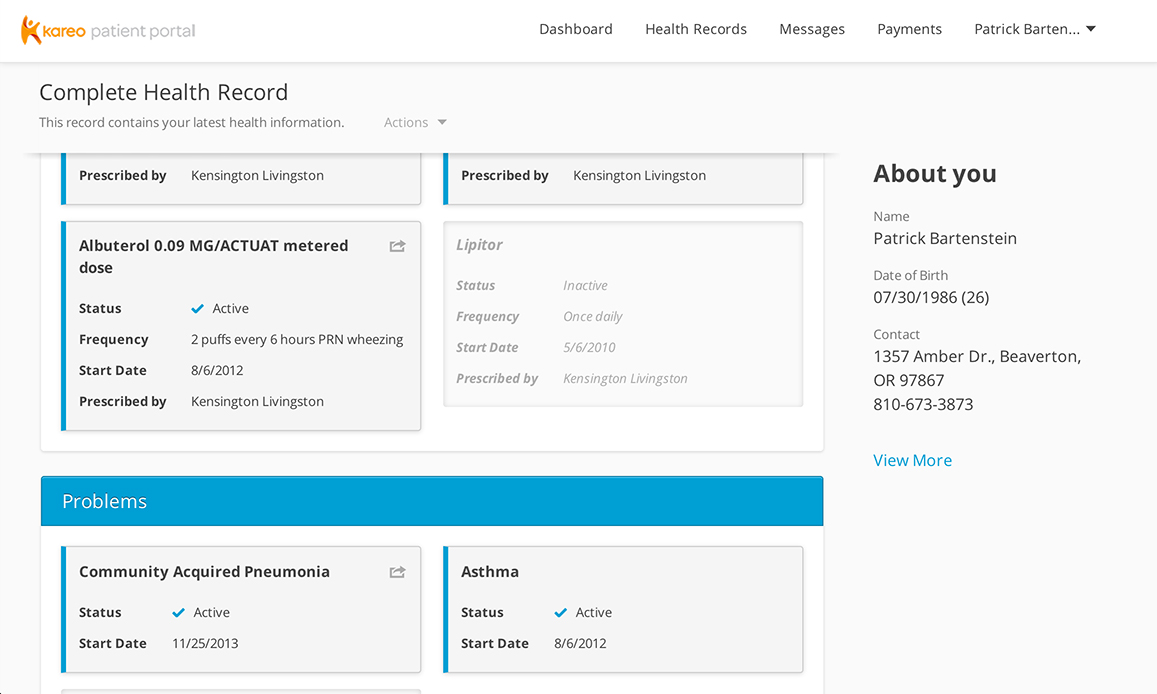 kareo patient portal
Dashboard
Health Records
Messages
Payments
Patrick Barten...
Complete Health Record
This record contains your latest health information.
Actions
Prescribed by Kensington Livingston
Prescribed by Kensington Livingston
Albuterol 0.09 MG/ACTUAT metered
dose
Status Active
Frequency 2 puffs every 6 hours PRN wheezing
Start Date 8/6/2012
Prescribed by Kensington Livingston
Lipitor
Status Inactive
Frequency Once daily
Start Date 5/6/2010
Prescribed by Kensington Livingston
Problems
Community Acquired Pneumonia
Status Active
Start Date 11/25/2013
Asthma
Status Active
Start Date 8/6/2012
About you
Name
Patrick Bartenstein
Date of Birth
07/30/1986 (26)
Contact
1357 Amber Dr., Beaverton,
OR 97867
810-673-3873
View More